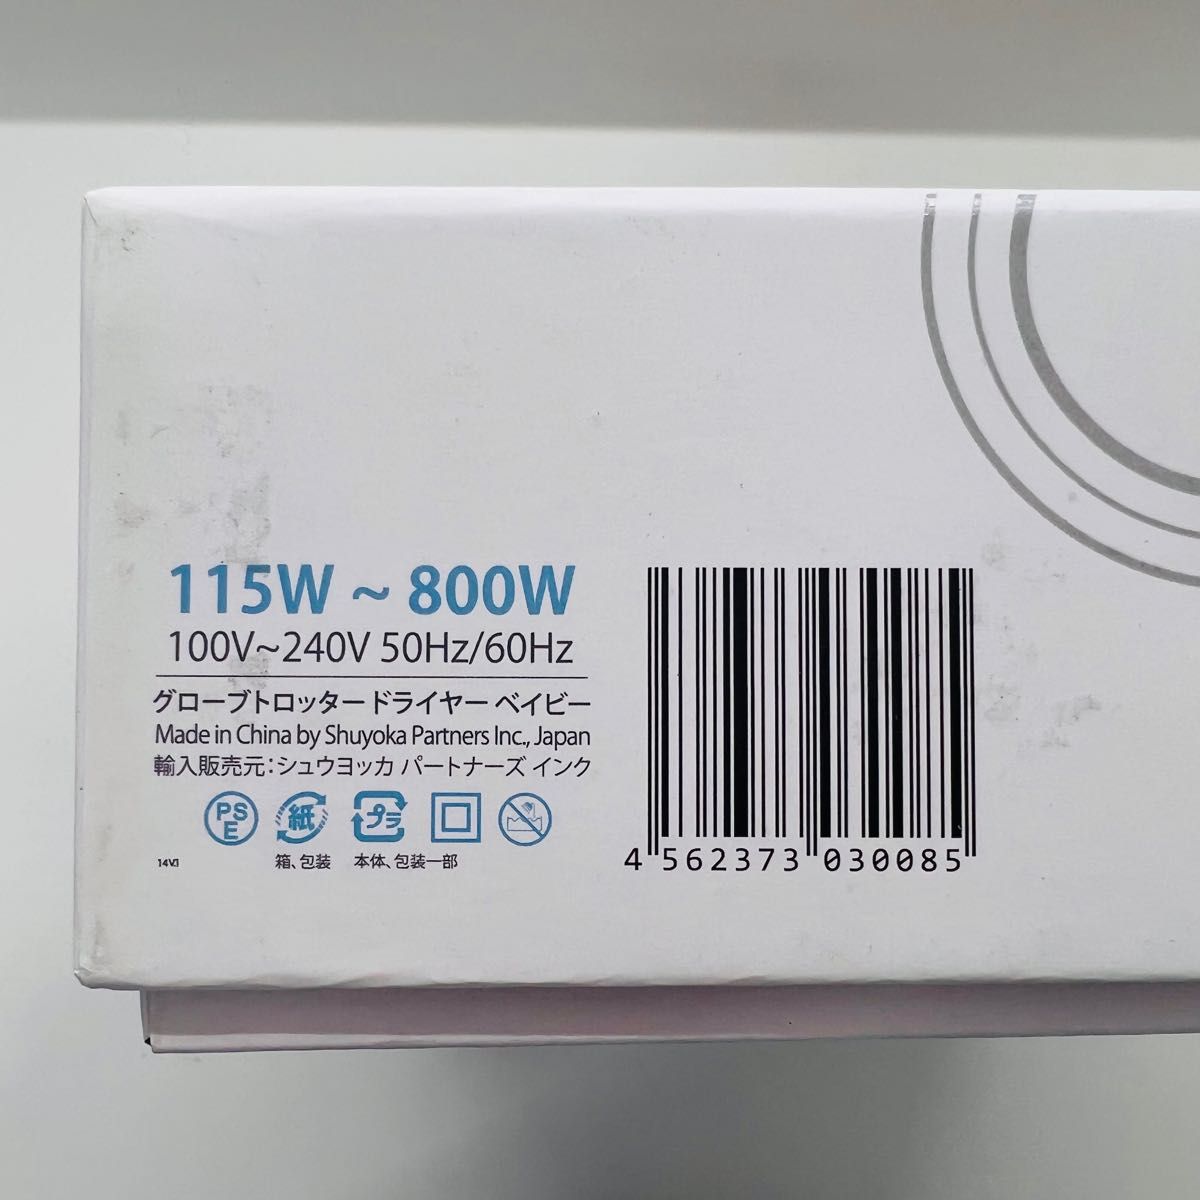 115W ~ 800W
100V~240V 50Hz/60Hz
グローブトロッター ドライヤー ベイビー
Made in China by Shuyoka Partners Inc., Japan
輸入販売元:シュウヨッカ パートナーズ インク
PS
E
紙
プラ
14V.1
箱、包装
本体、包装一部
4 562373 030085